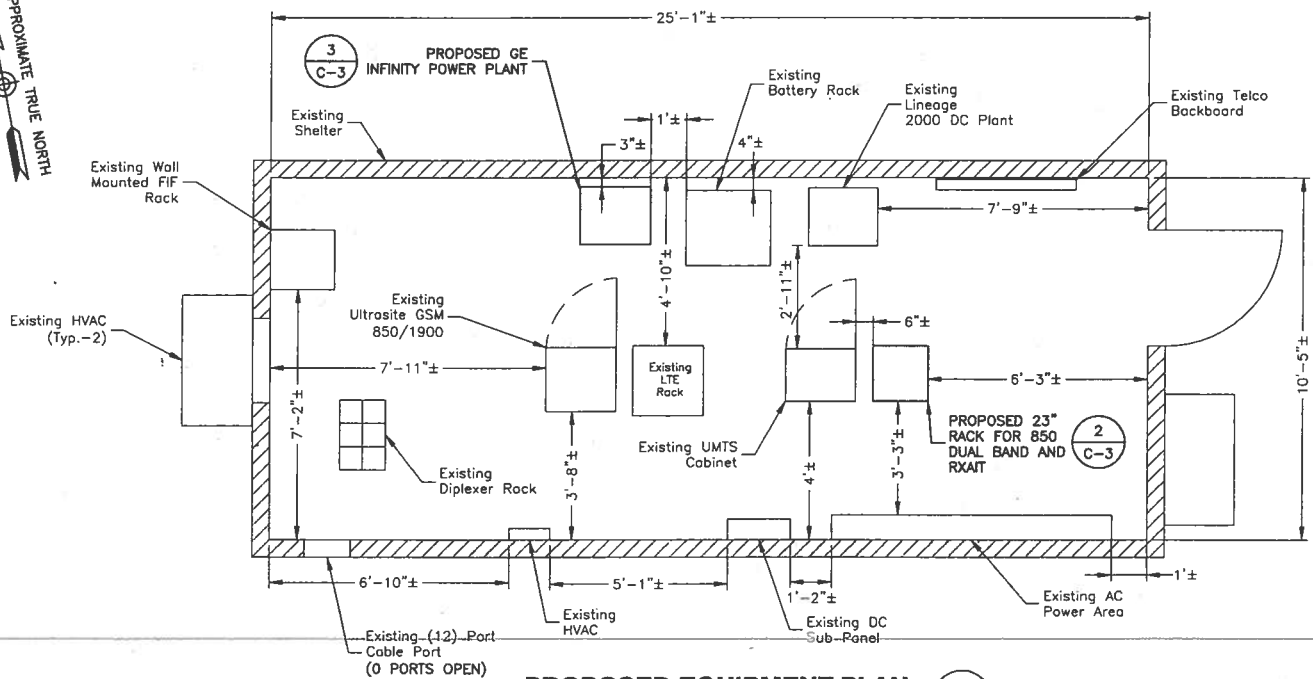 25'-1"±
APPROXIMATE TRUE NORTH
3
C-3
PROPOSED GE
INFINITY POWER PLANT
Existing
Battery Rack
Existing
Lineage
2000 DC Plant
Existing Telco
Backboard
Existing
Shelter
1'±
3"±
4"±
Existing Wall
Mounted FIF
Rack
7'-9"±
4'-10"±
2'-11"±
10'-5"±
Existing HVAC
(Typ.-2)
Existing
Ultrasite GSM
850/1900
6"±
7'-11"±
Existing
LTE
Rack
6'-3"±
7'-2"±
PROPOSED 23"
RACK FOR 850
DUAL BAND AND
RXAIT
2
C-3
Existing UMTS
Cabinet
3'-3"±
Existing
Diplexer Rack
3'-8"±
4'±
6'-10"±
5'-1"±
1'-2"±
1'±
Existing
HVAC
Existing DC
Sub-Panel
Existing AC
Power Area
Existing (12) Port
Cable Port
(0 PORTS OPEN)
PROPOSED EQUIPMENT PLAN